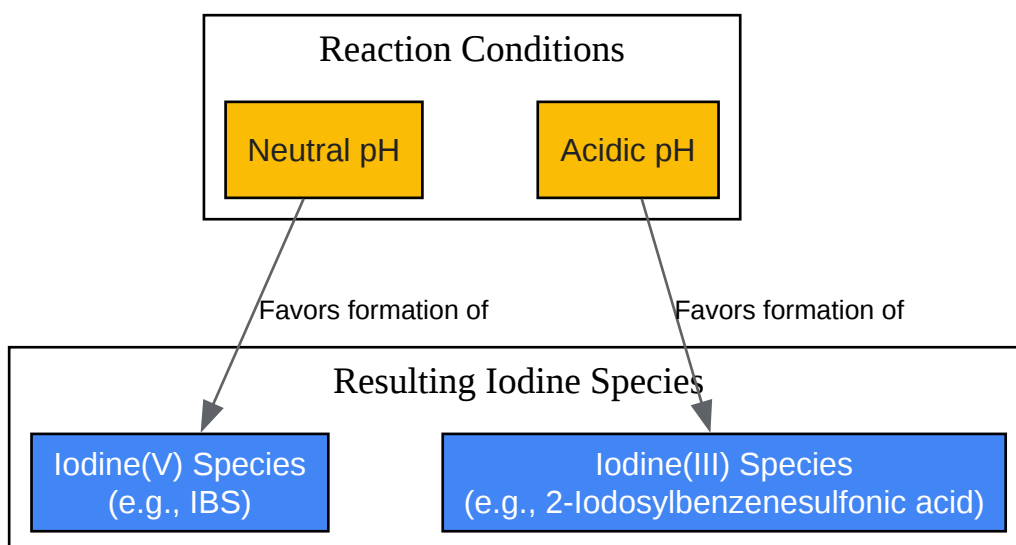 Reaction Conditions
Neutral pH
Acidic pH
Favors formation of
Favors formation of
Resulting Iodine Species
Iodine(V) Species
(e.g., IBS)
Iodine(III) Species
(e.g., 2-Iodosylbenzenesulfonic acid)